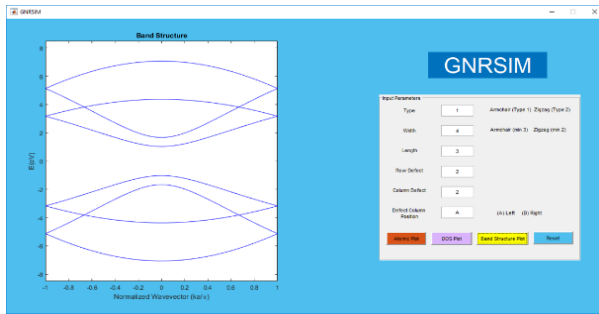 GNRSIM
Band Structure
8
6
4
2
0
-2
-4
-6
-8
E(eV)
-1 -0.8 -0.6 -0.4 -0.2 0 0.2 0.4 0.6 0.8 1
Normalized Wavevector (ka/π)
GNRSIM
Input Parameters
Type 1 Armchair (Type 1) Zigzag (Type 2)
Width 4 Armchair (min 3) Zigzag (min 2)
Length 3
Row Defect 2
Column Defect 2
Defect Column
Position A (A) Left (B) Right
Atomic Plot DOS Plot Band Structure Plot Reset